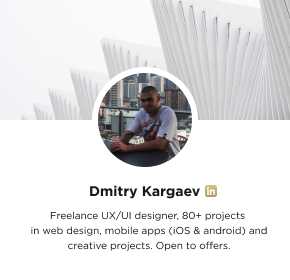 Dmitry Kargaev in
Freelance UX/UI designer, 80+ projects
in web design, mobile apps (iOS & android) and
creative projects. Open to offers.